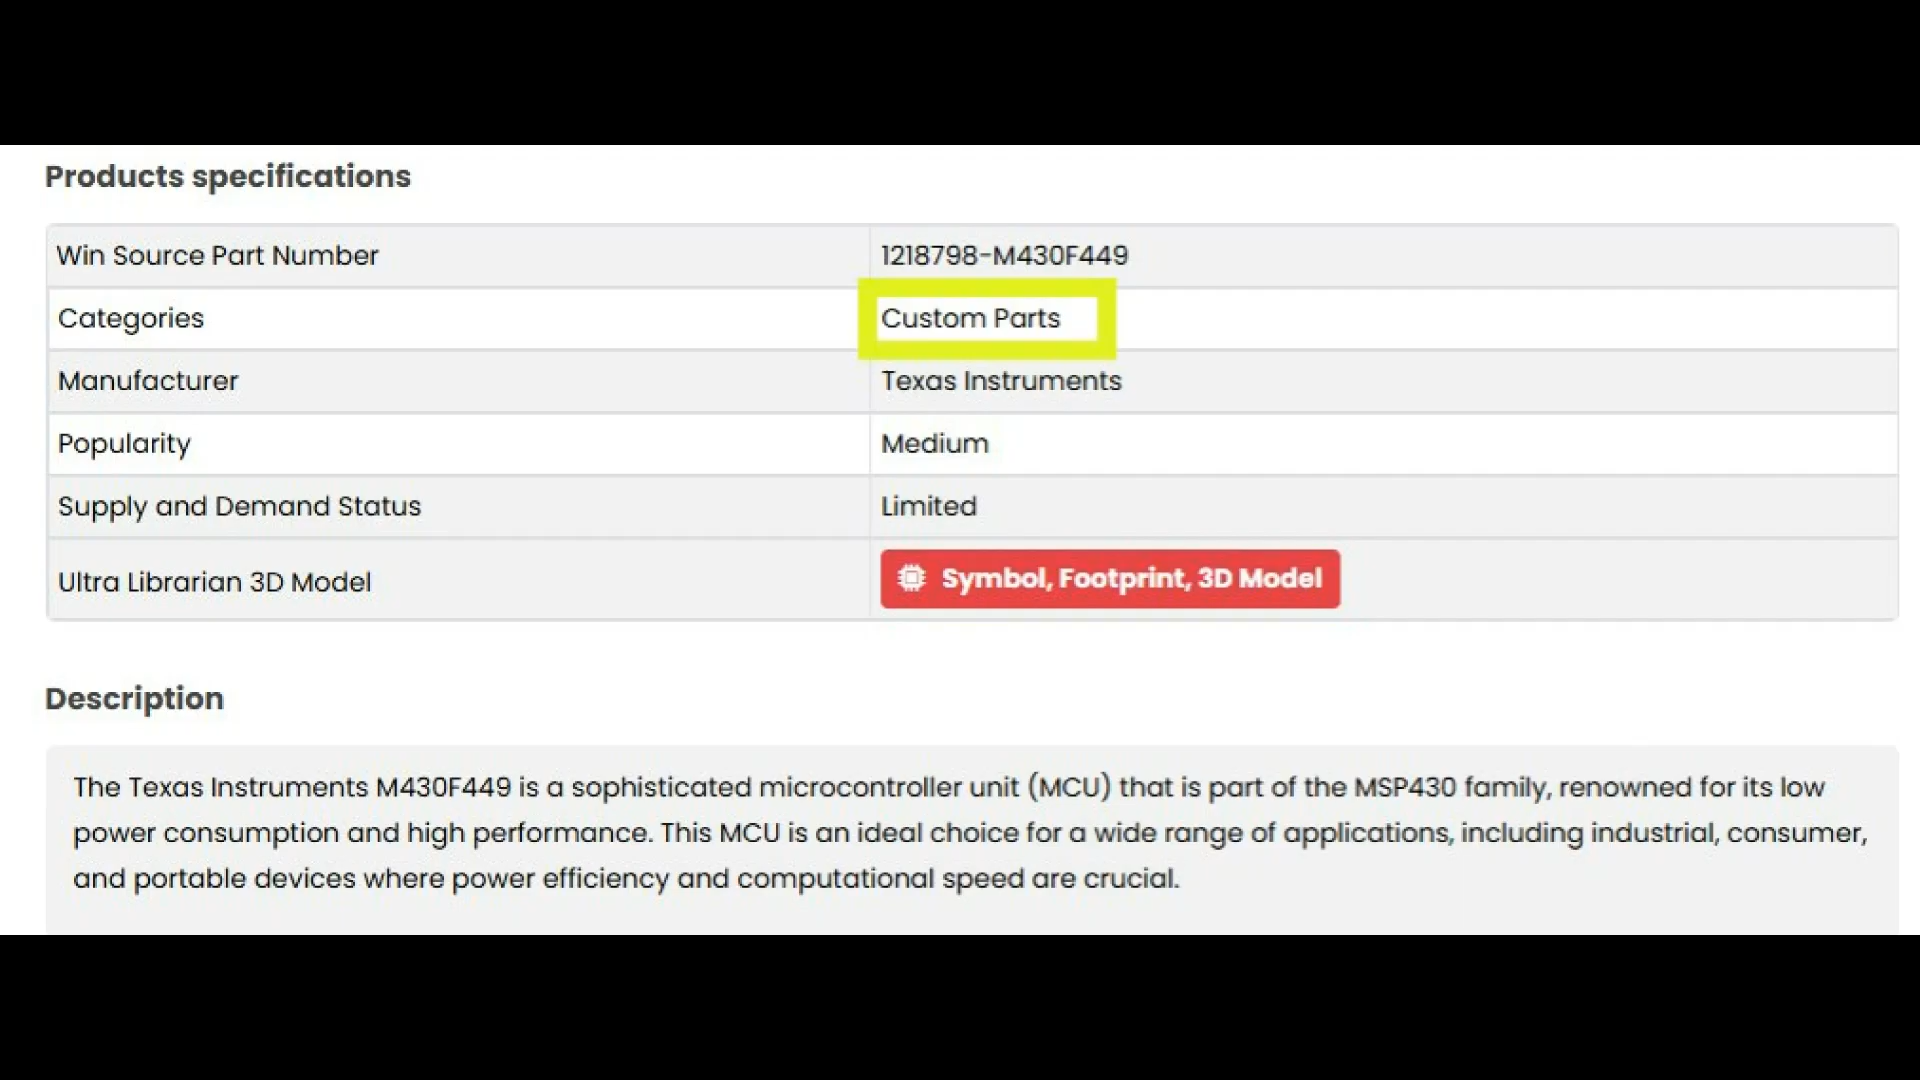 Products specifications
Win Source Part Number 1218798-M430F449
Categories Custom Parts
Manufacturer Texas Instruments
Popularity Medium
Supply and Demand Status Limited
Ultra Librarian 3D Model Symbol, Footprint, 3D Model
Description
The Texas Instruments M430F449 is a sophisticated microcontroller unit (MCU) that is part of the MSP430 family, renowned for its low
power consumption and high performance. This MCU is an ideal choice for a wide range of applications, including industrial, consumer,
and portable devices where power efficiency and computational speed are crucial.